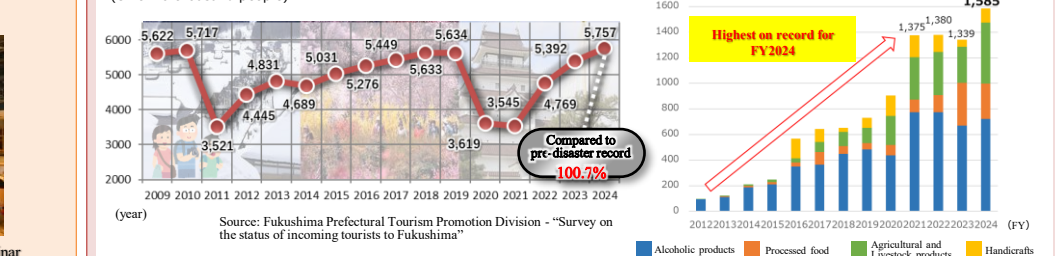 1,585
1600
1400
1200
1000
800
600
400
200
0
Highest on record for
FY2024
1,375
1,380
1,339
2012 2013 2014 2015 2016 2017 2018 2019 2020 2021 2022 2023 2024 (FY)
Alcoholic products
Processed food
Agricultural and
Livestock products
Handicrafts
6000
5000
4000
3000
2000
5,622
5,717
3,521
4,445
4,831
4,689
5,031
5,276
5,449
5,633
5,634
3,619
3,545
4,769
5,392
5,757
Compared to
pre-disaster record
100.7%
2009 2010 2011 2012 2013 2014 2015 2016 2017 2018 2019 2020 2021 2022 2023 2024
(year)
Source: Fukushima Prefectural Tourism Promotion Division - “Survey on
the status of incoming tourists to Fukushima”